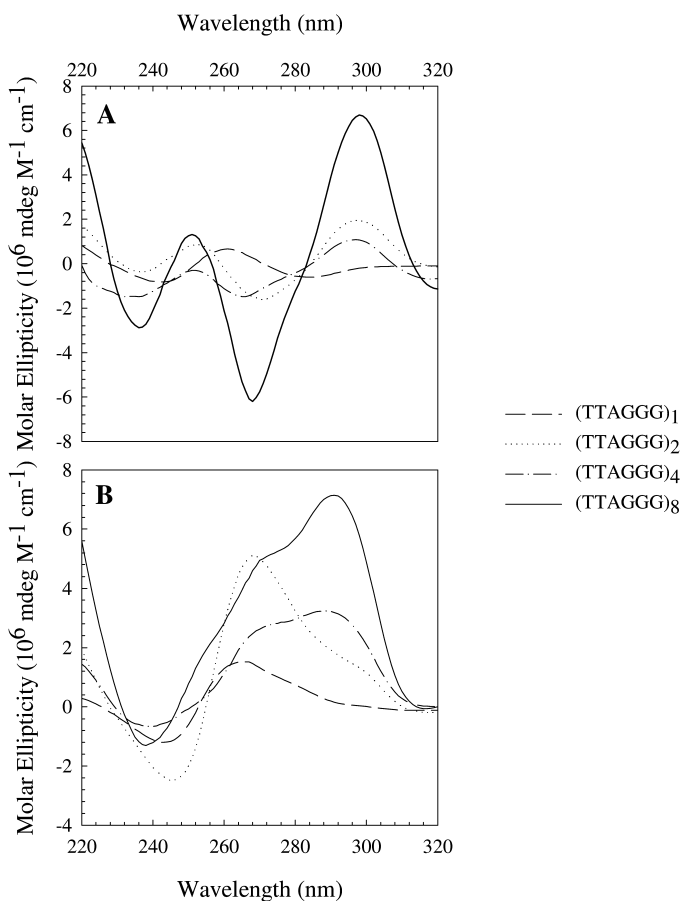 Wavelength (nm)
220 240 260 280 300 320
A
8
6
4
2
0
-2
-4
-6
-8
Molar Ellipticity (10⁶ mdeg M⁻¹ cm⁻¹)
(TTAGGG)₁
(TTAGGG)₂
(TTAGGG)₄
(TTAGGG)₈
B
8
6
4
2
0
-2
-4
Molar Ellipticity (10⁶ mdeg M⁻¹ cm⁻¹)
220 240 260 280 300 320
Wavelength (nm)